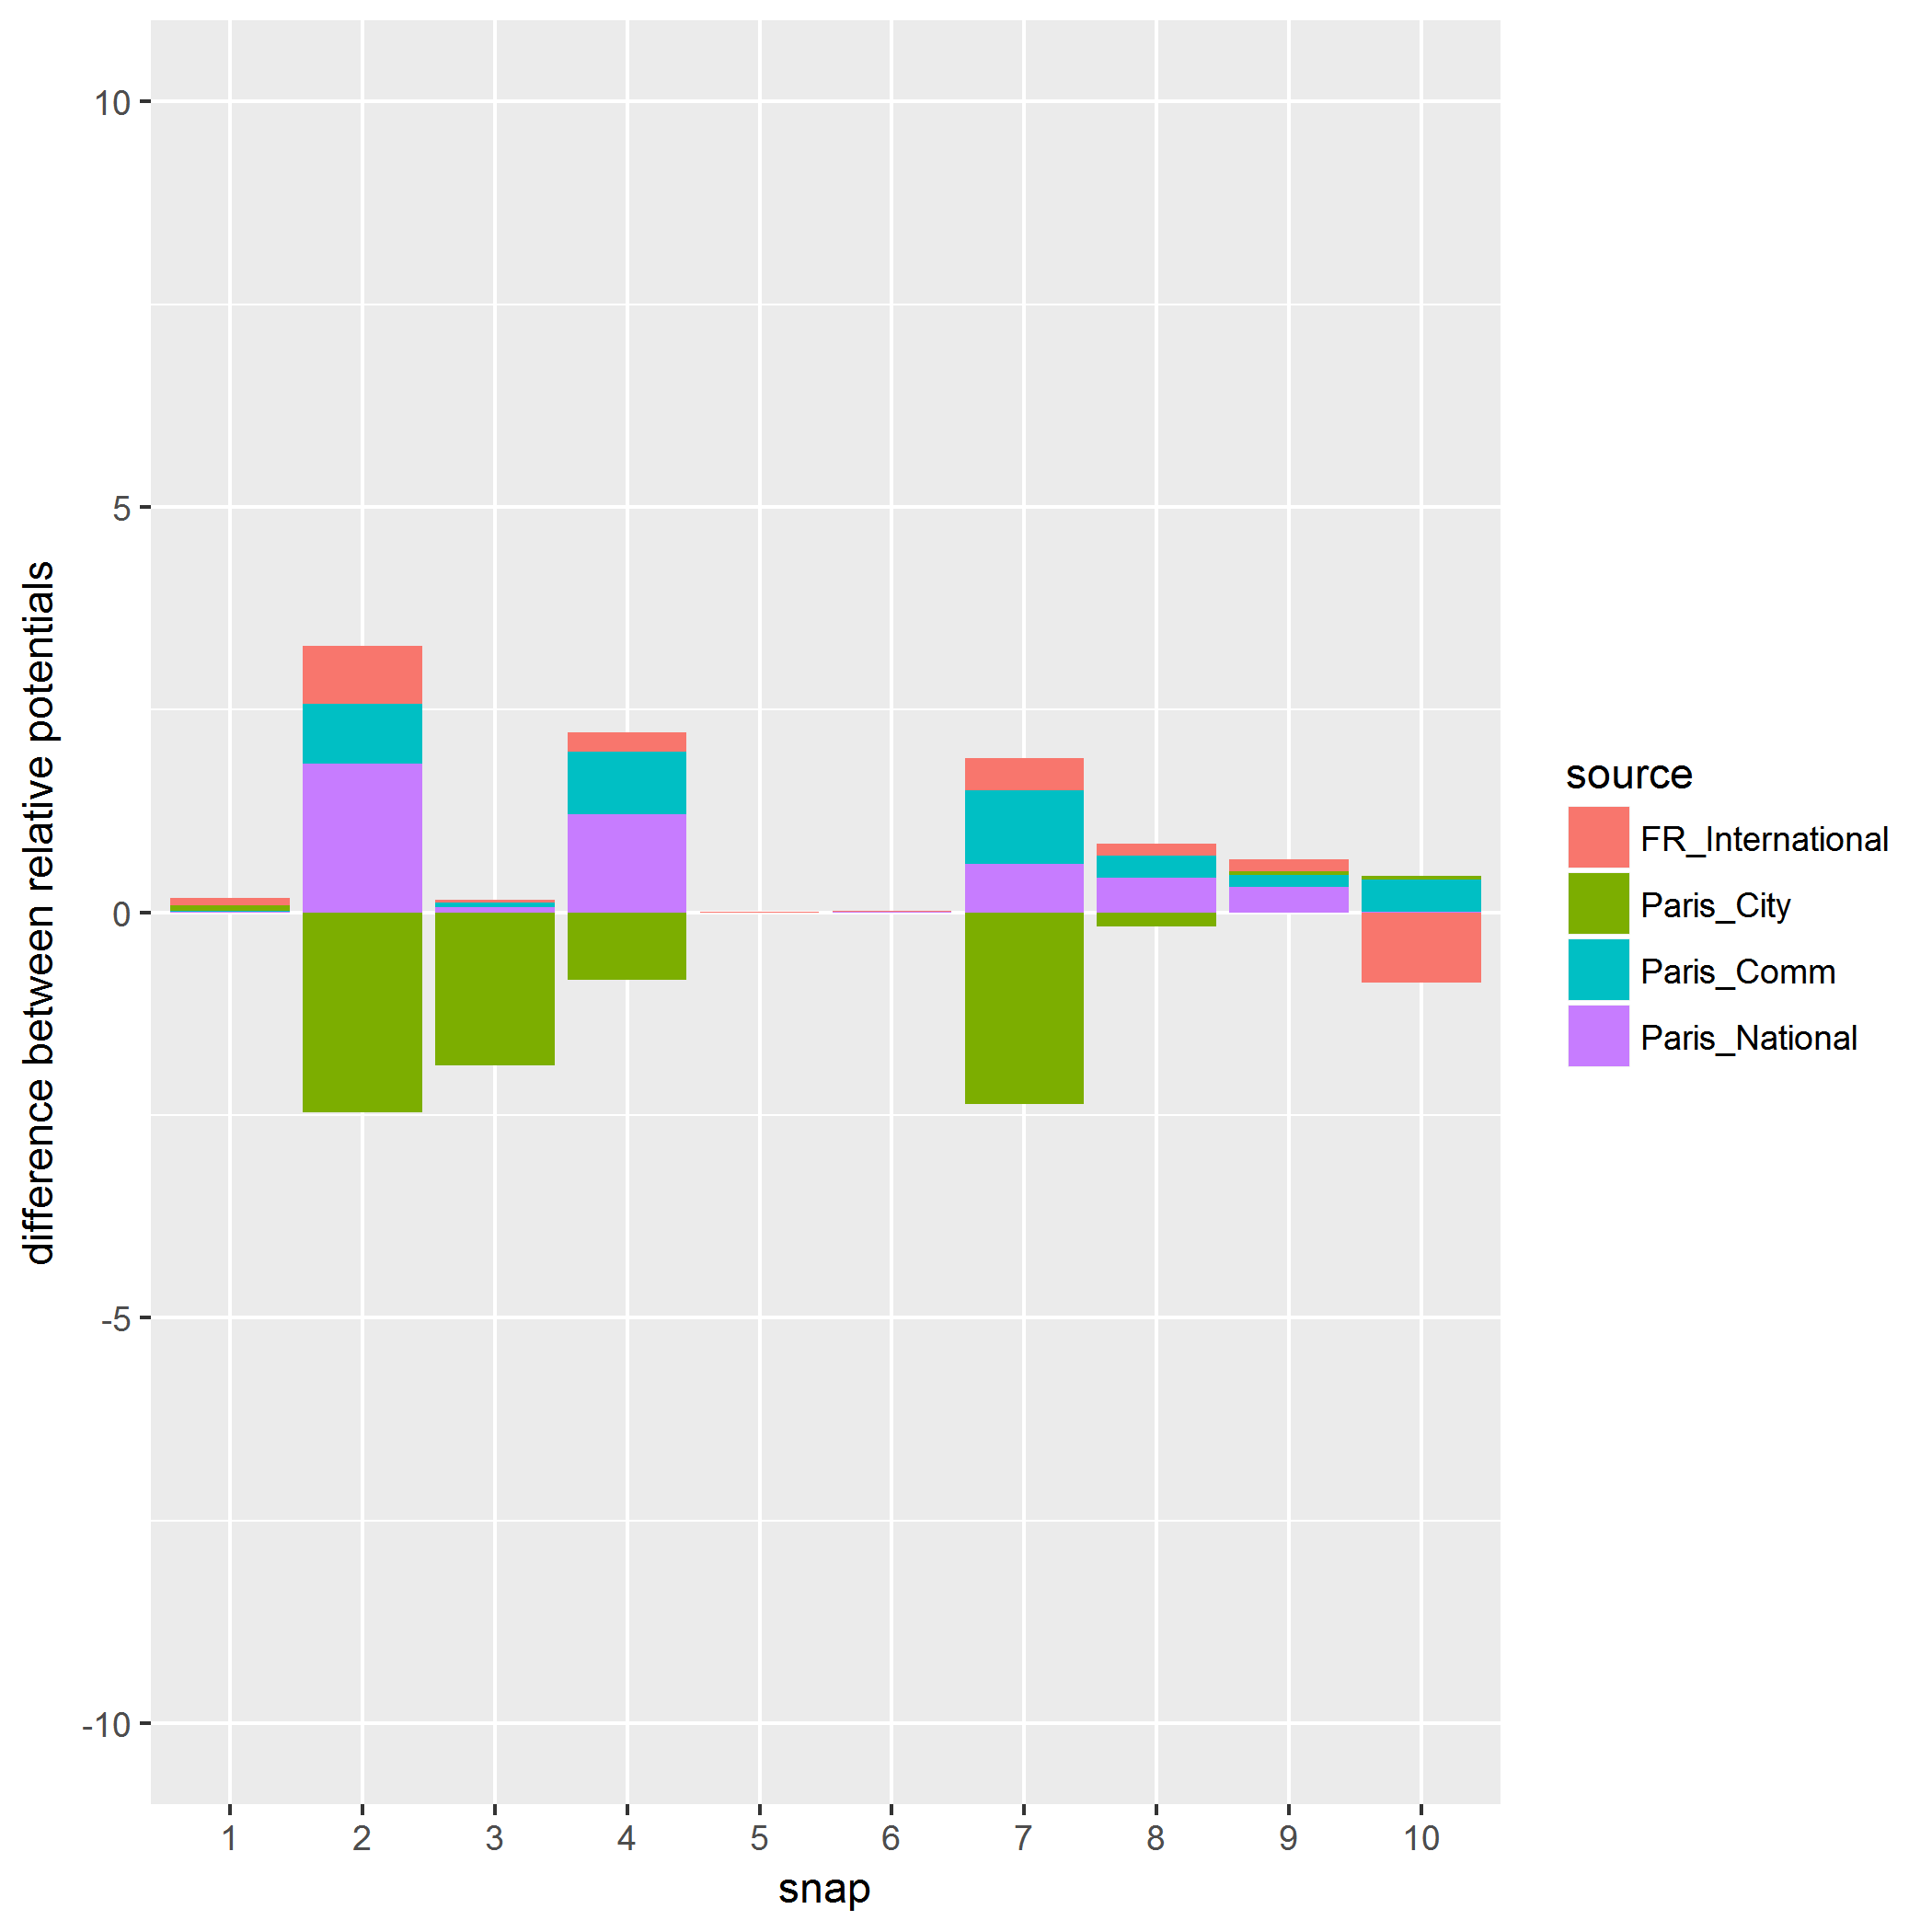 difference between relative potentials
10
5
0
-5
-10
1 2 3 4 5 6 7 8 9 10
snap
source
FR_International
Paris_City
Paris_Comm
Paris_National